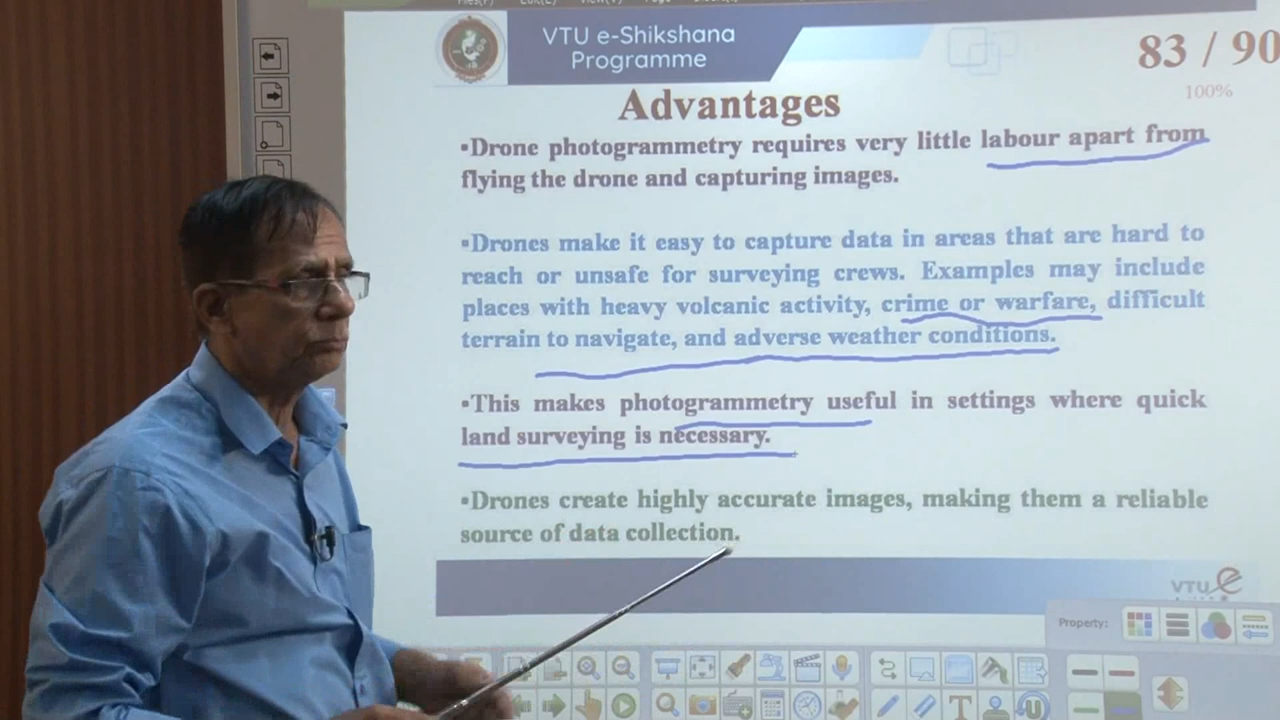 VTU e-Shikshana
Programme
83 / 90
100%
Advantages
▪Drone photogrammetry requires very little labour apart from
flying the drone and capturing images.
▪Drones make it easy to capture data in areas that are hard to
reach or unsafe for surveying crews. Examples may include
places with heavy volcanic activity, crime or warfare, difficult
terrain to navigate, and adverse weather conditions.
▪This makes photogrammetry useful in settings where quick
land surveying is necessary.
▪Drones create highly accurate images, making them a reliable
source of data collection.
VTU e
Property: